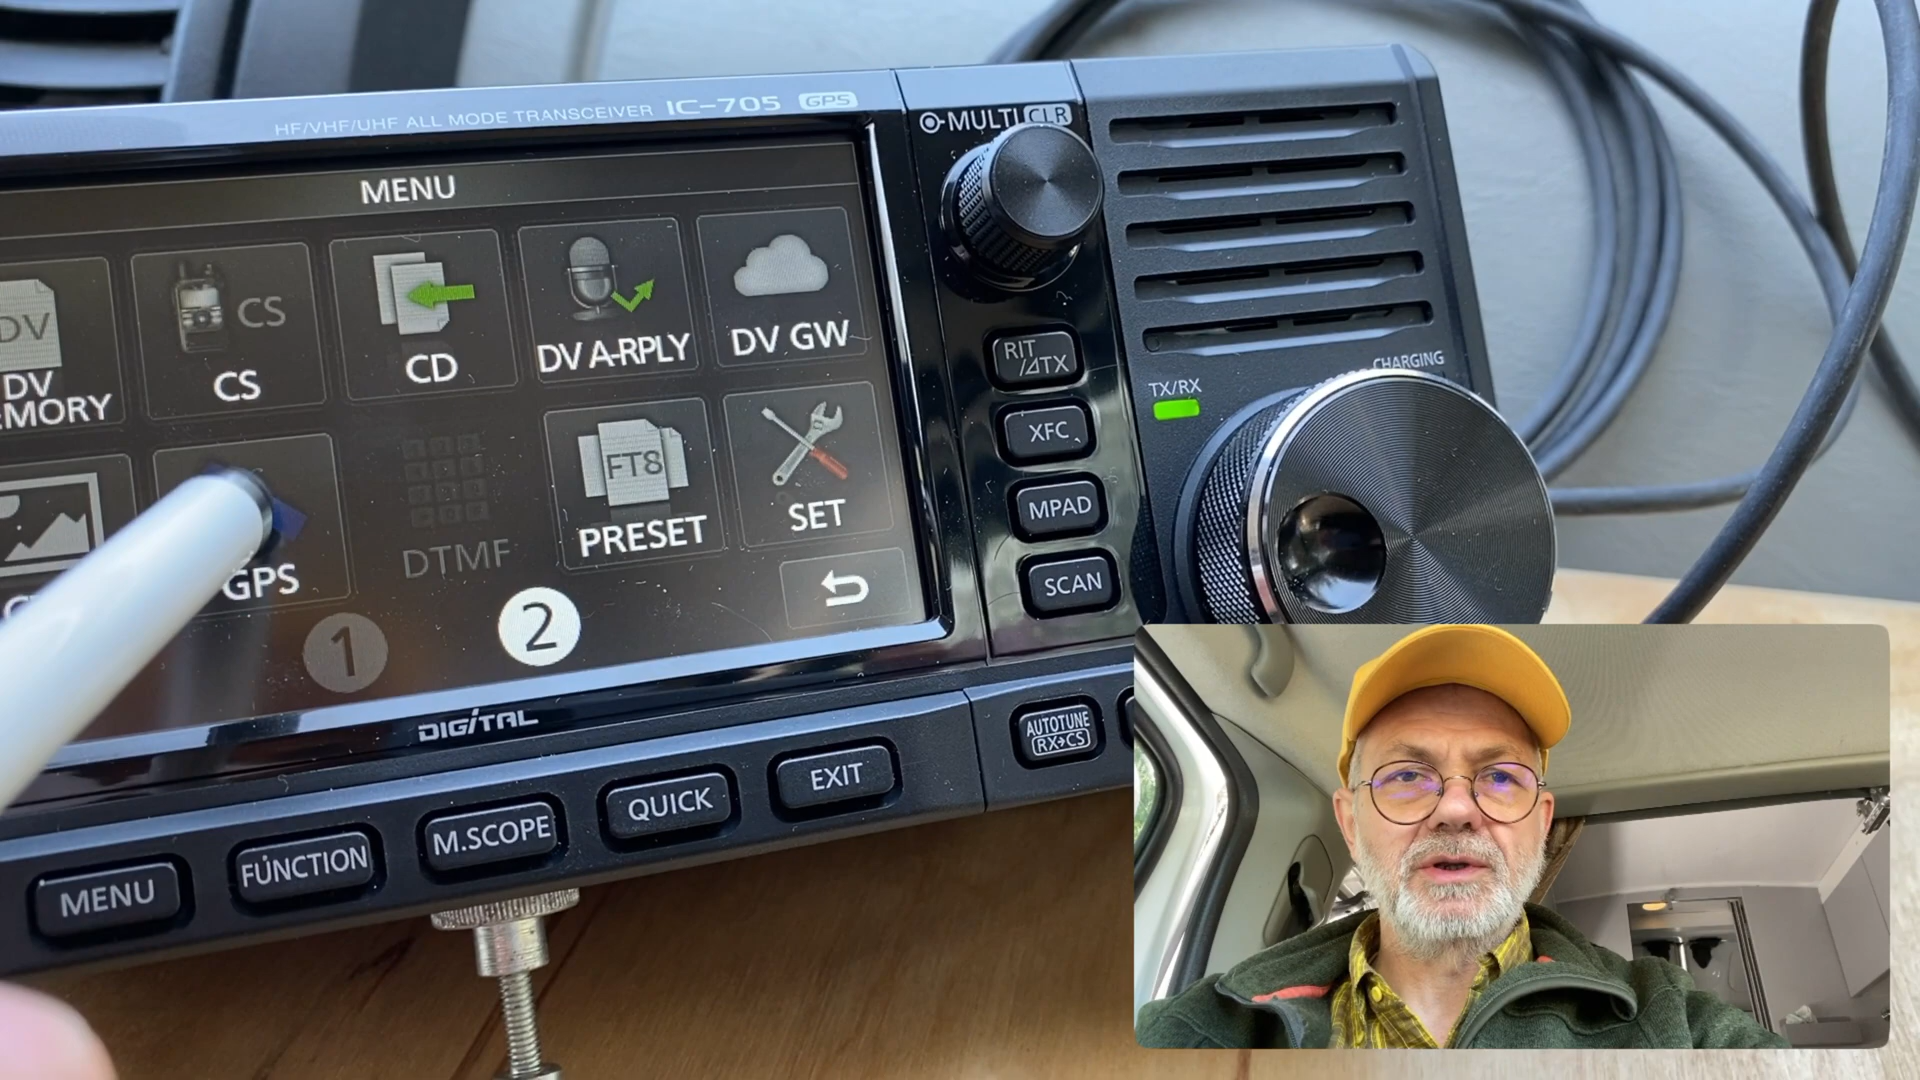 HF/VHF/UHF ALL MODE TRANSCEIVER IC-705 GPS
MULTI CLR
MENU
DV
DV
CS
CS
CD
DV A-RPLY
DV GW
GPS
DTMF
FT8
PRESET
SET
1
2
DIGITAL
RIT
/⊿TX
XFC
MPAD
SCAN
TX/RX
CHARGING
AUTOTUNE
RX→CS
MENU
FUNCTION
M.SCOPE
QUICK
EXIT